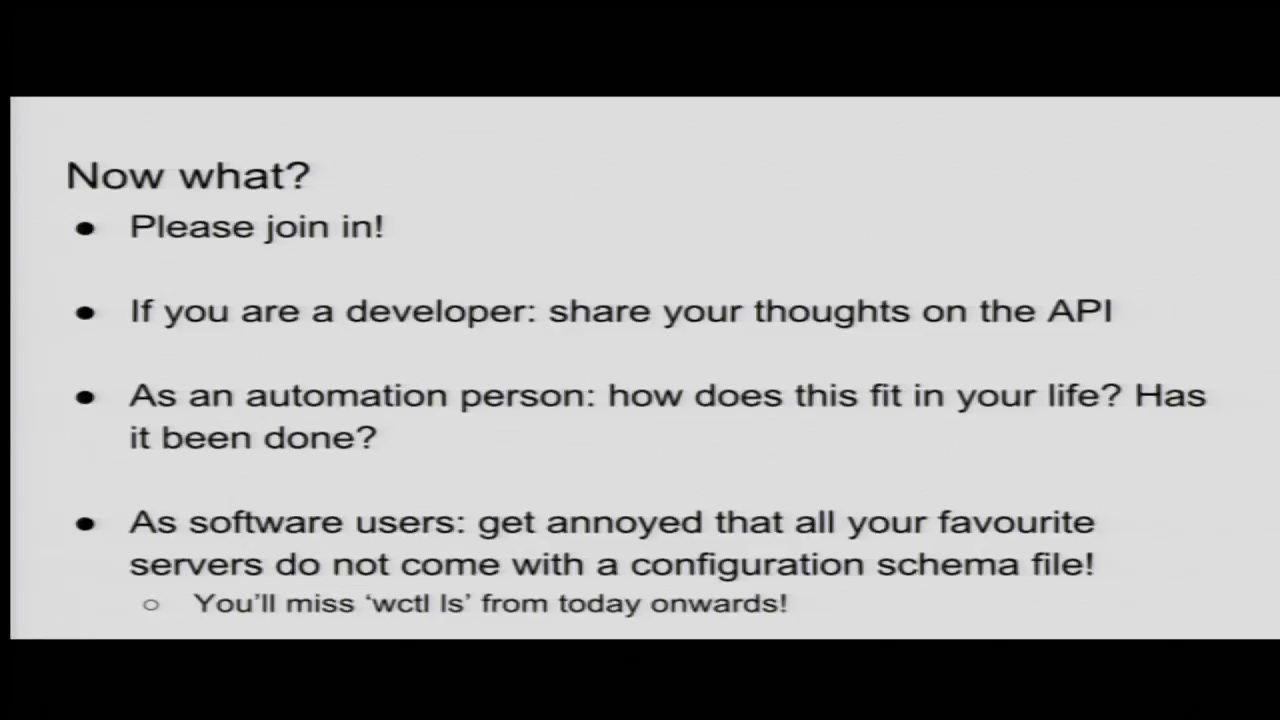 Now what?
● Please join in!
● If you are a developer: share your thoughts on the API
● As an automation person: how does this fit in your life? Has
it been done?
● As software users: get annoyed that all your favourite
servers do not come with a configuration schema file!
○ You'll miss 'wctl ls' from today onwards!